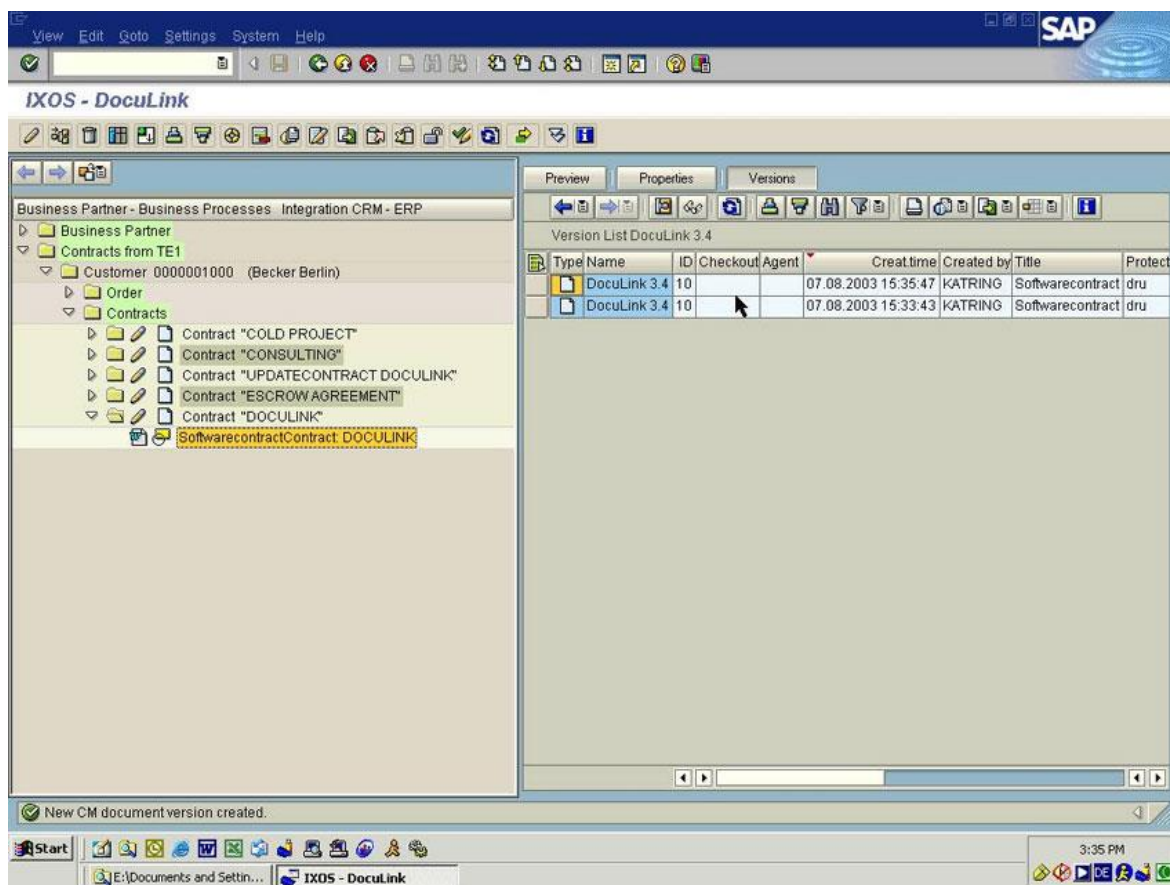 View Edit Goto Settings System Help
SAP
IXOS - DocuLink
Preview Properties Versions
Business Partner - Business Processes Integration CRM - ERP
Business Partner
Contracts from TE1
Customer 0000001000 (Becker Berlin)
Order
Contracts
Contract "COLD PROJECT"
Contract "CONSULTING"
Contract "UPDATECONTRACT DOCULINK"
Contract "ESCROW AGREEMENT"
Contract "DOCULINK"
SoftwarecontractContract: DOCULINK
Version List DocuLink 3.4
Type Name ID Checkout Agent Creat.time Created by Title Protect
DocuLink 3.4 10 07.08.2003 15:35:47 KATRING Softwarecontract dru
DocuLink 3.4 10 07.08.2003 15:33:43 KATRING Softwarecontract dru
New CM document version created.
Start
3:35 PM
E:\Documents and Settin... IXOS - DocuLink
DE